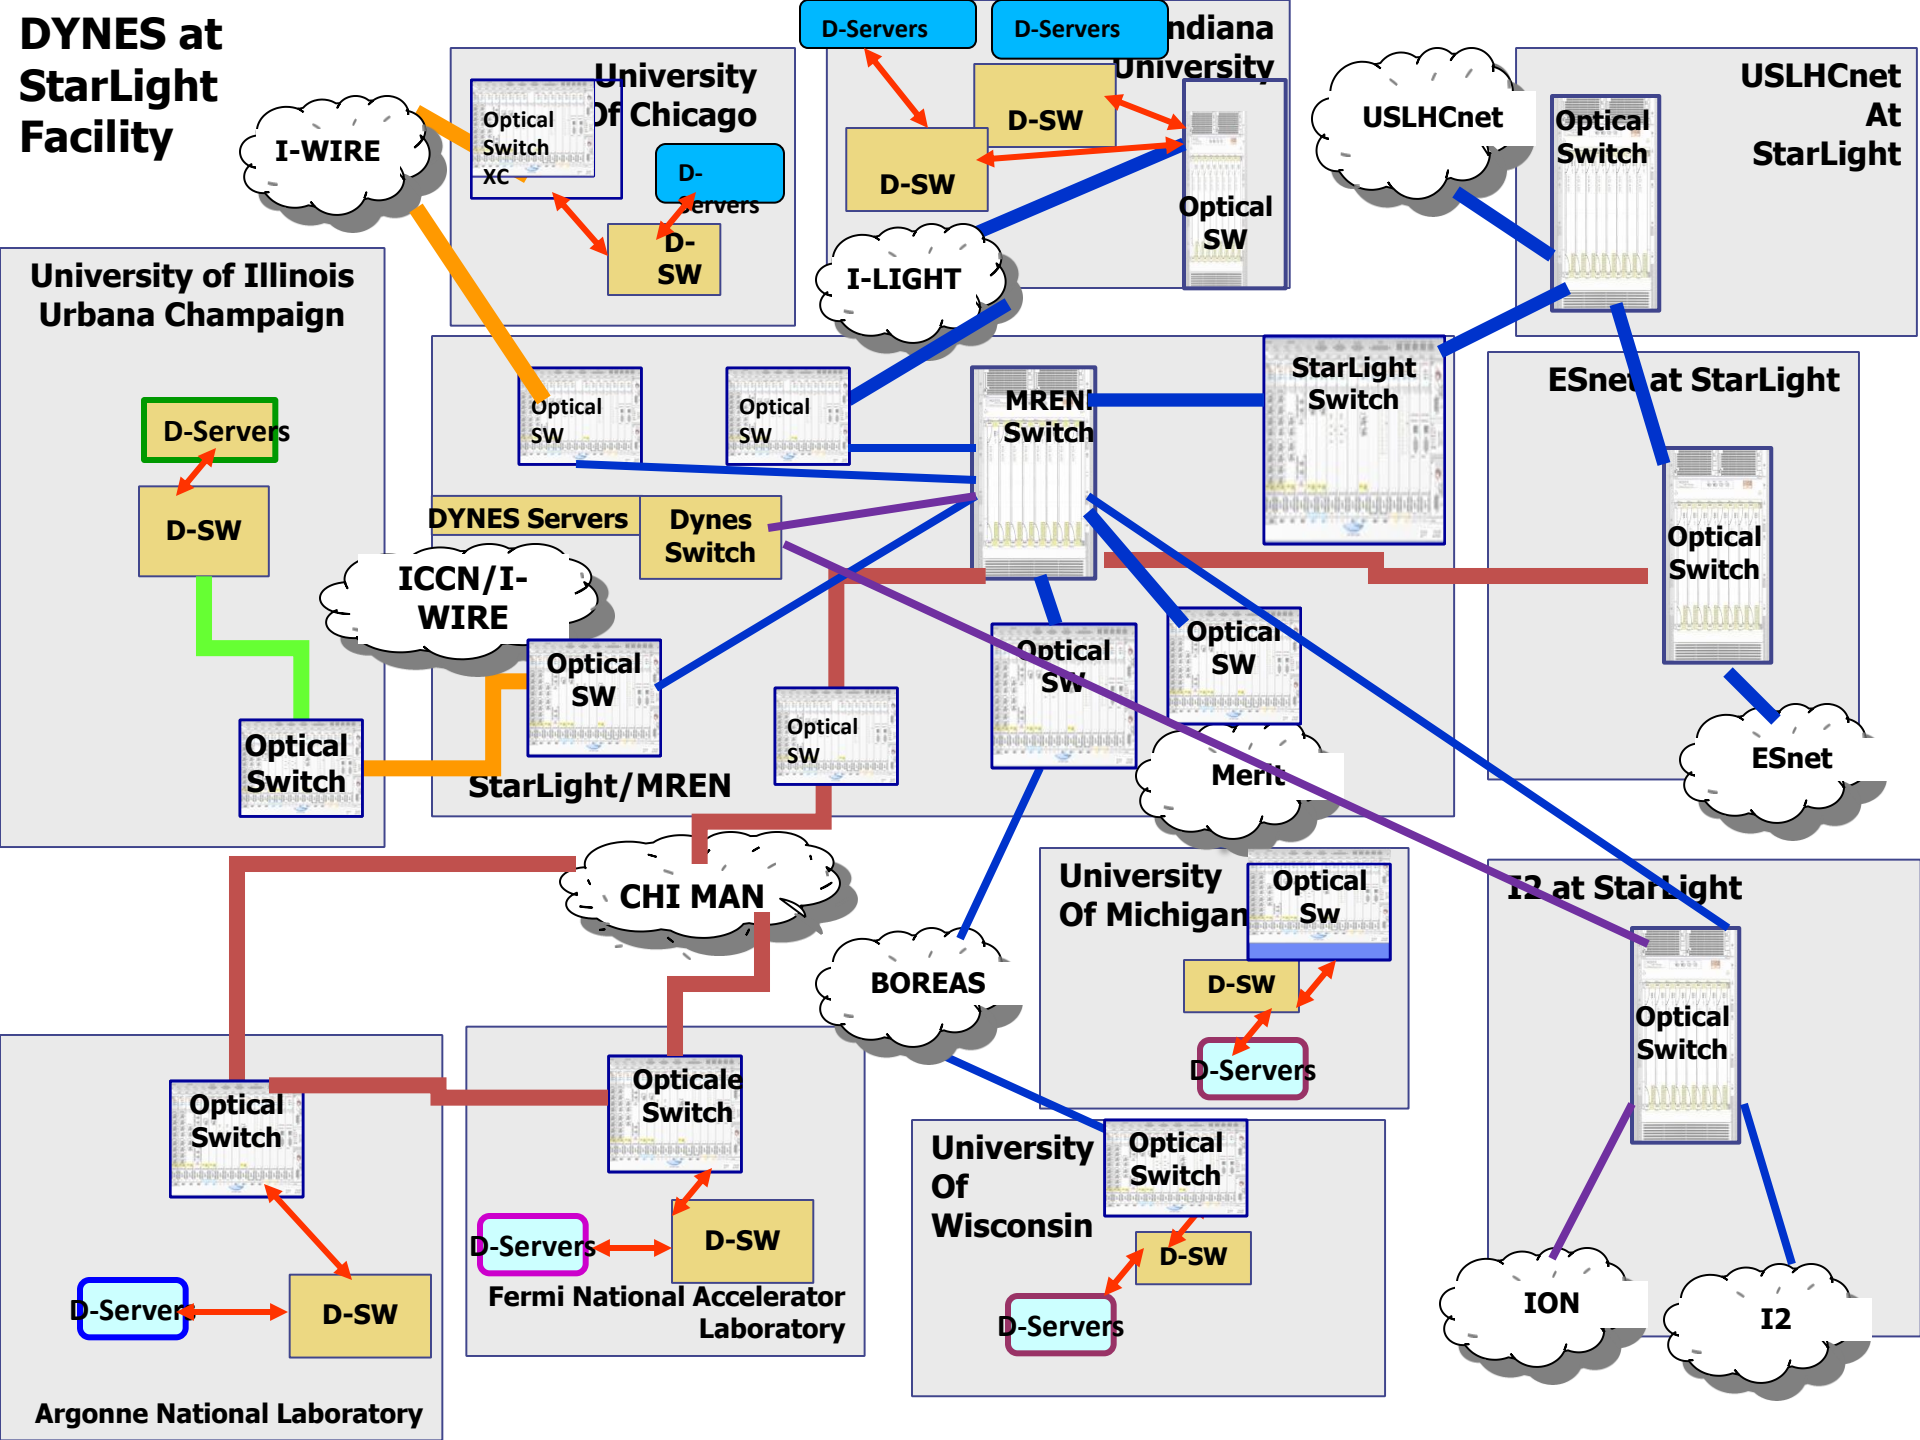 DYNES at
StarLight
Facility
I-WIRE
University
Of Chicago
Optical
Switch
XC
D-
Servers
D-
SW
D-Servers
D-Servers
ndiana
University
D-SW
D-SW
Optical
SW
I-LIGHT
USLHCnet
Optical
Switch
USLHCnet
At
StarLight
University of Illinois
Urbana Champaign
D-Servers
D-SW
Optical
Switch
Optical
SW
Optical
SW
MREN
Switch
StarLight
Switch
DYNES Servers
Dynes
Switch
ICCN/I-
WIRE
Optical
SW
Optical
SW
Optical
SW
Optical
SW
StarLight/MREN
Merit
ESnet at StarLight
Optical
Switch
ESnet
CHI MAN
BOREAS
University
Of Michigan
Optical
Sw
D-SW
D-Servers
I2 at StarLight
Optical
Switch
ION
I2
Optical
Switch
D-Server
D-SW
Argonne National Laboratory
Opticale
Switch
D-Servers
D-SW
Fermi National Accelerator
Laboratory
University
Of
Wisconsin
Optical
Switch
D-SW
D-Servers